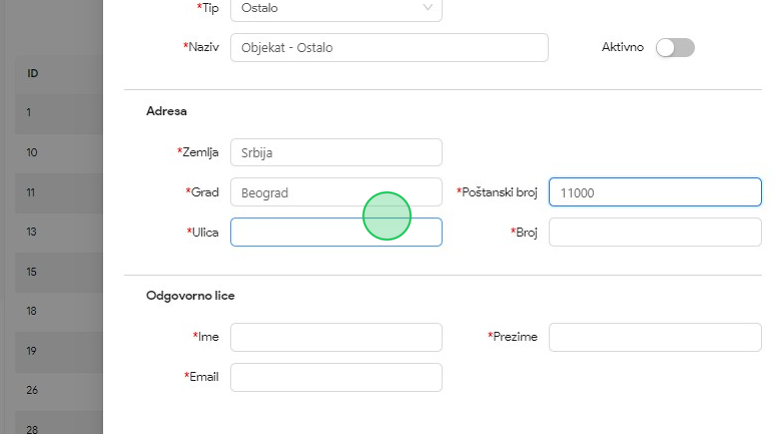 *Tip Ostalo
*Naziv Objekat - Ostalo Aktivno
ID
Adresa
1
*Zemlja Srbija
10
*Grad Beograd *Poštanski broj 11000
11
*Ulica *Broj
13
15
Odgovorno lice
18
*Ime *Prezime
19
*Email
26
28